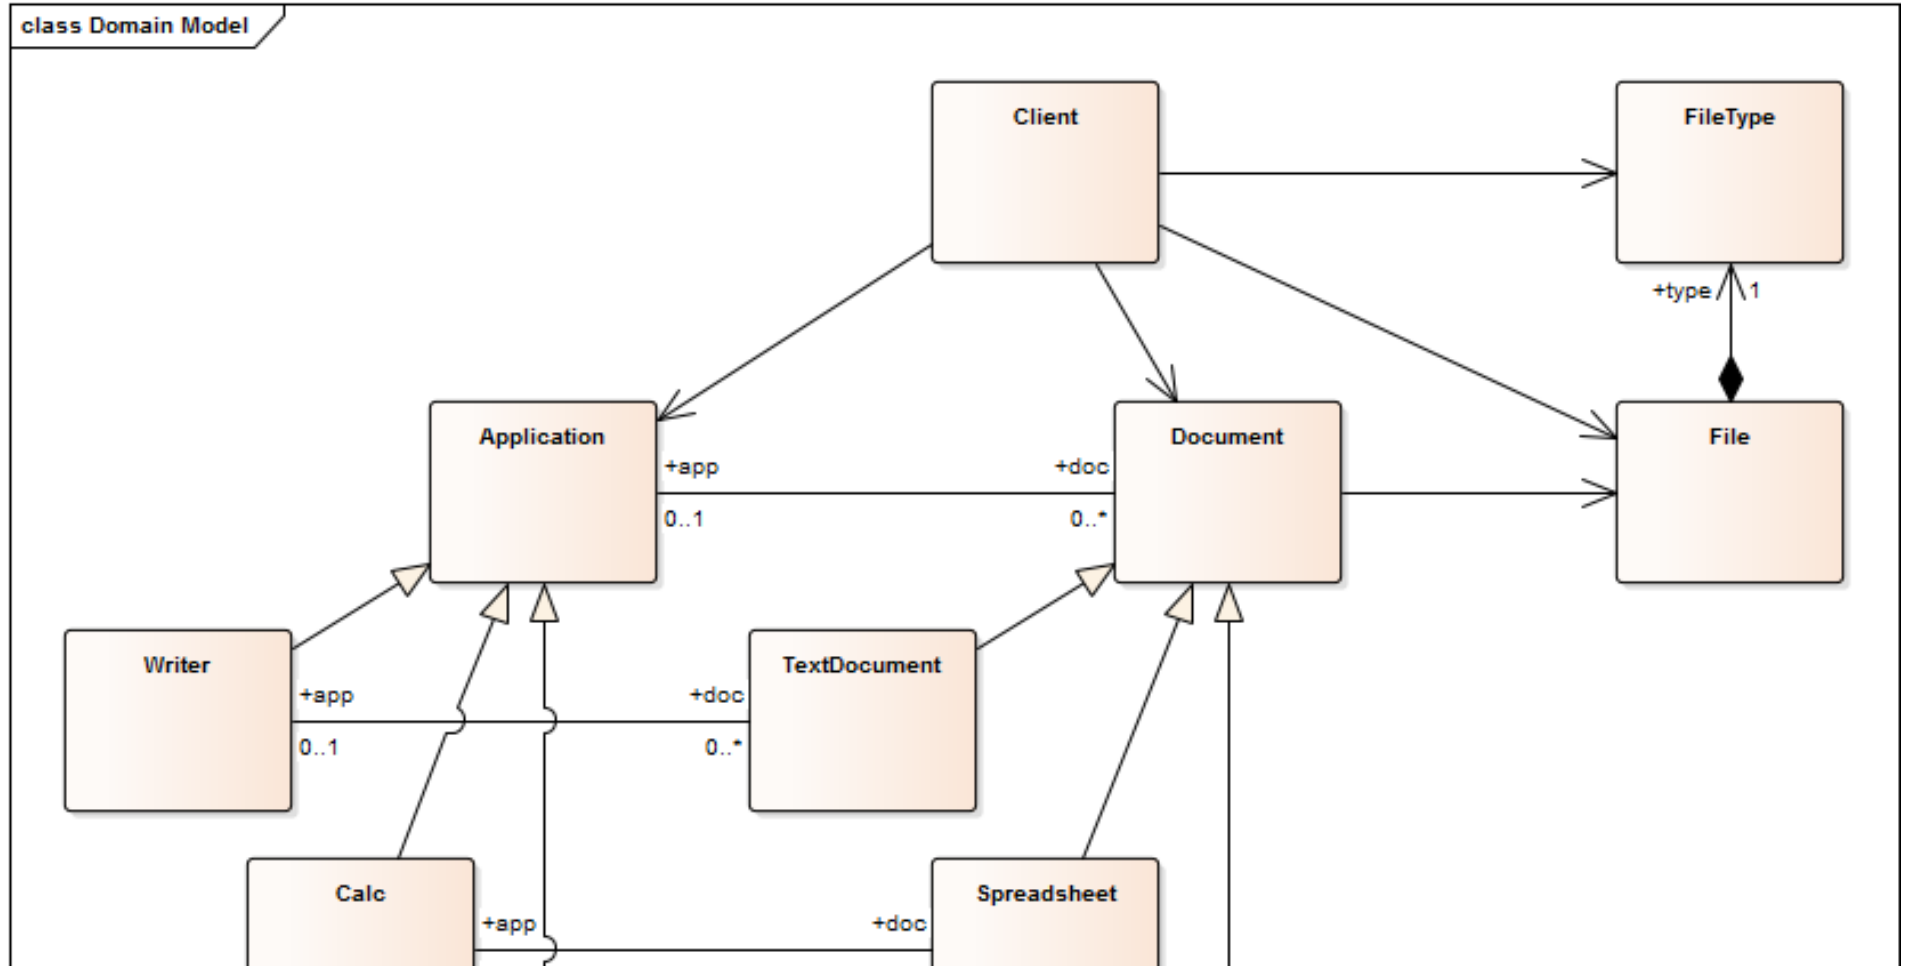 class Domain Model
Client
FileType
+type 1
Application
Document
File
+app +doc
0..1 0..*
Writer
TextDocument
+app +doc
0..1 0..*
Calc
Spreadsheet
+app +doc